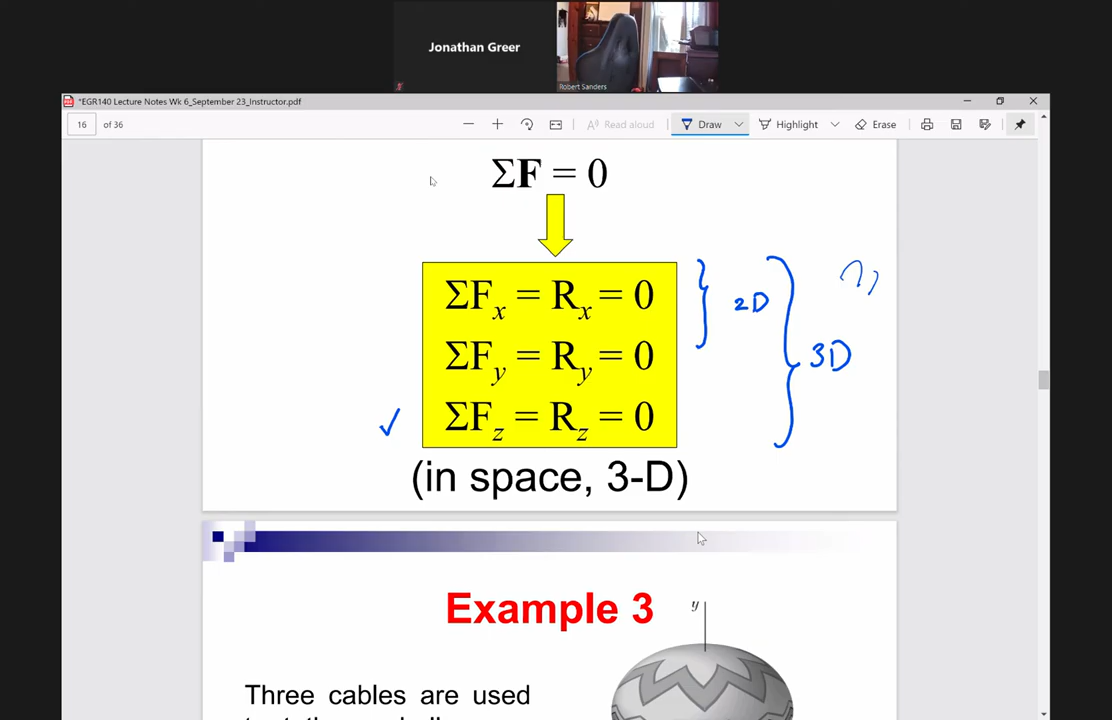 Jonathan Greer
Robert Sanders
*EGR140 Lecture Notes Wk 6_September 23_Instructor.pdf
16 of 36
Read aloud
Draw
Highlight
Erase
ΣF = 0
ΣFx = Rx = 0
ΣFy = Ry = 0
ΣFz = Rz = 0
2D
3D
✓
(in space, 3-D)
Example 3
y
Three cables are used